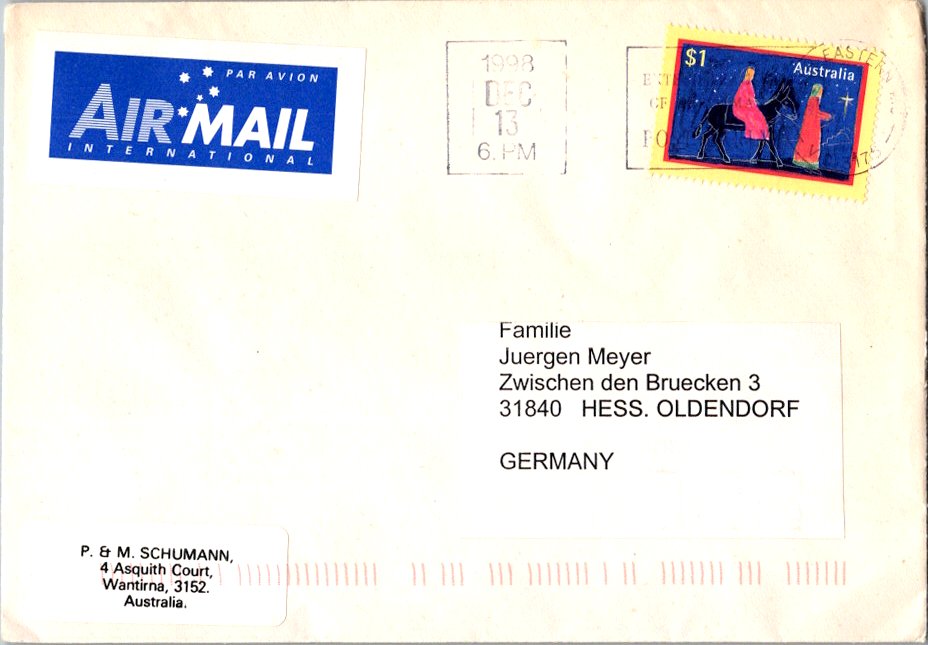 PAR AVION
AIR MAIL
INTERNATIONAL
1998
DEC
13
6. PM
EASTERN
$1
Australia
Familie
Juergen Meyer
Zwischen den Bruecken 3
31840 HESS. OLDENDORF
GERMANY
P. & M. SCHUMANN,
4 Asquith Court,
Wantirna, 3152.
Australia.